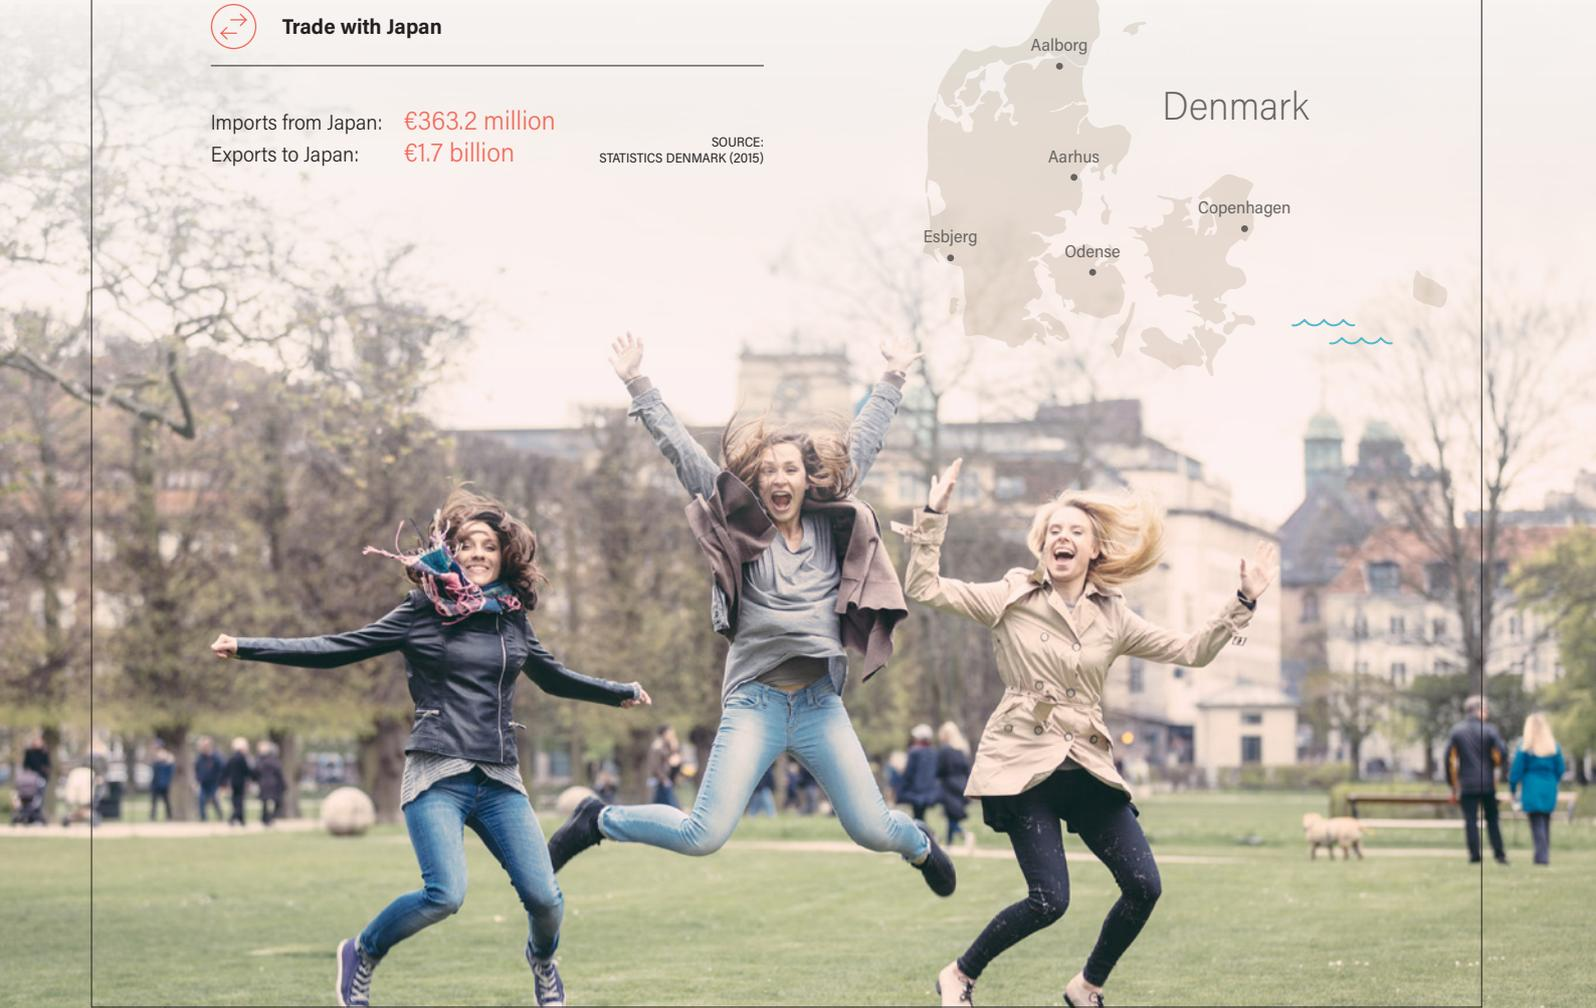 Trade with Japan
Imports from Japan: €363.2 million
Exports to Japan: €1.7 billion
SOURCE:
STATISTICS DENMARK (2015)
Denmark
Aalborg
Aarhus
Copenhagen
Esbjerg
Odense